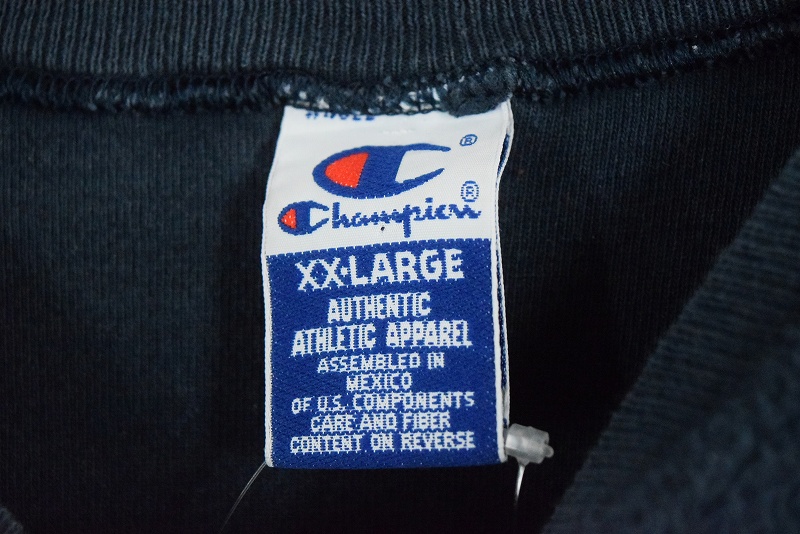 ®
Champion®
XX-LARGE
AUTHENTIC
ATHLETIC APPAREL
ASSEMBLED IN
MEXICO
OF U.S. COMPONENTS
CARE AND FIBER
CONTENT ON REVERSE